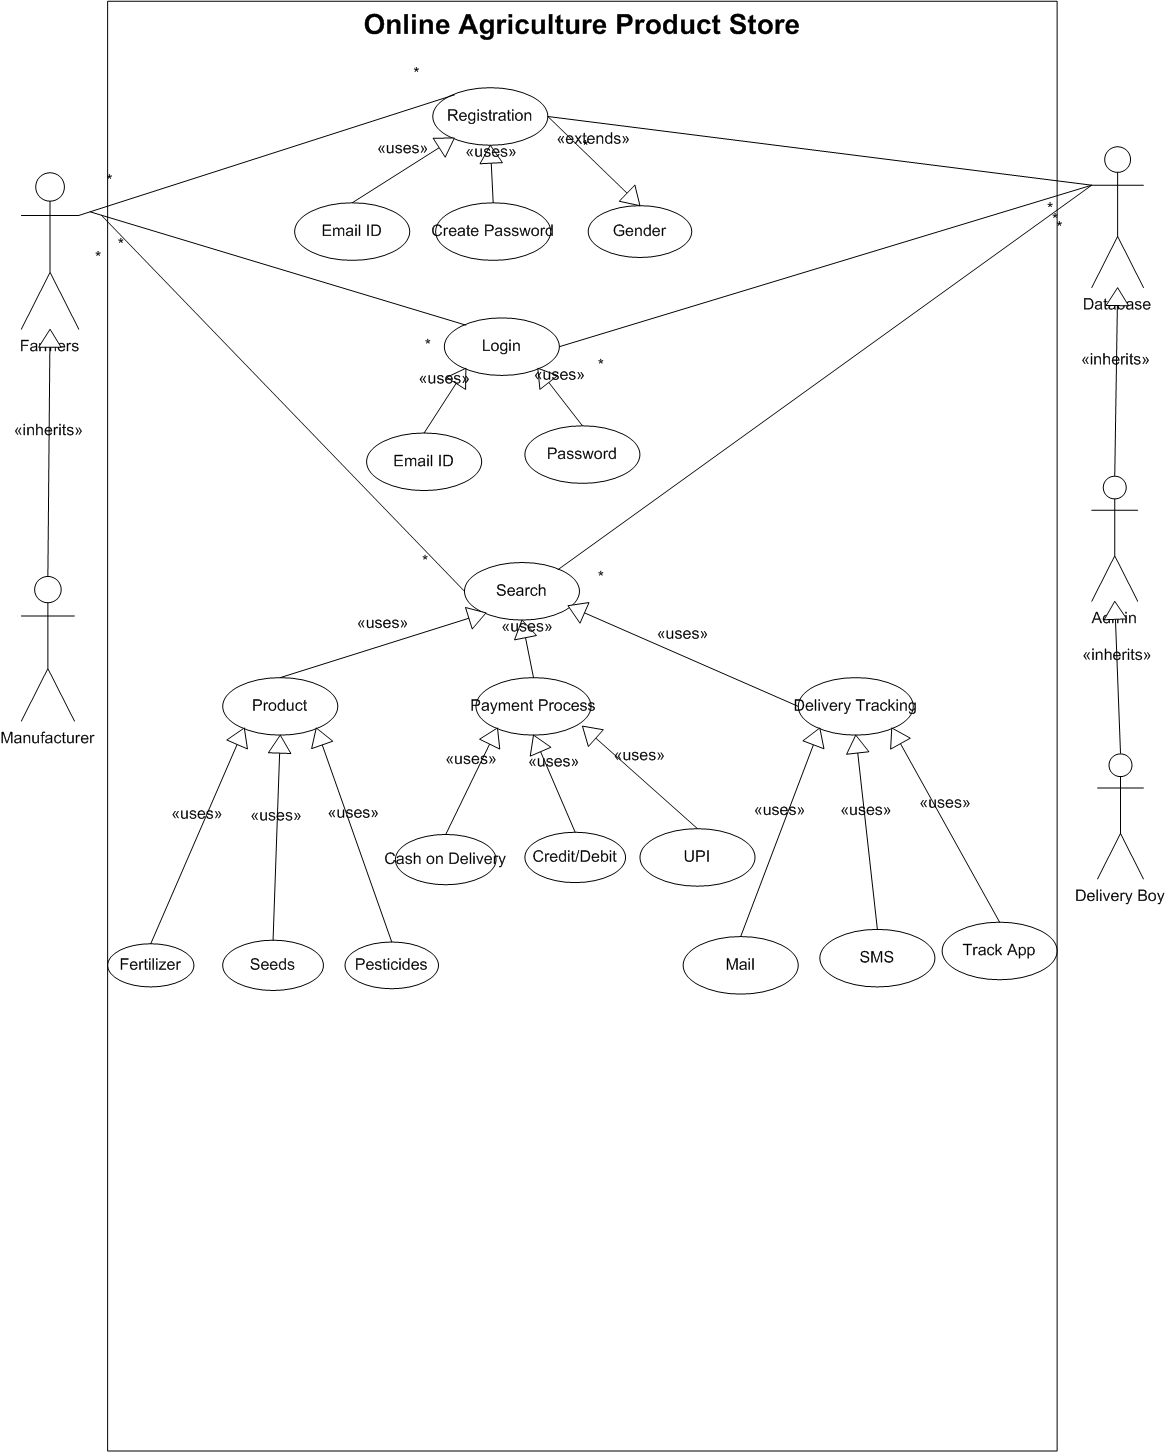 Online Agriculture Product Store
*
Registration
«uses»
«uses»
«extends»
*
*
Email ID
Create Password
Gender
*
*
*
*
*
Farmers
Database
Login
*
*
«uses»
«uses»
«inherits»
«inherits»
Email ID
Password
*
*
Search
«uses»
«uses»
«uses»
Admin
«inherits»
Product
Payment Process
Delivery Tracking
Manufacturer
«uses»
«uses»
«uses»
«uses»
«uses»
«uses»
«uses»
«uses»
«uses»
Cash on Delivery
Credit/Debit
UPI
Delivery Boy
Fertilizer
Seeds
Pesticides
Mail
SMS
Track App